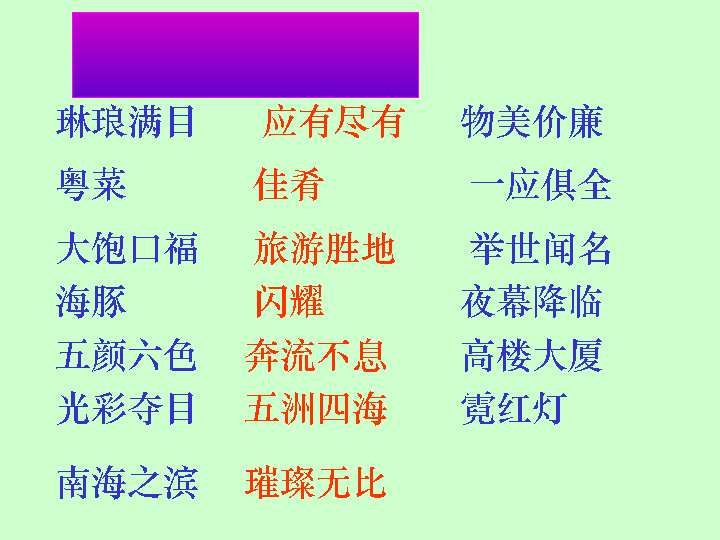 琳琅满目 应有尽有 物美价廉
粤菜 佳肴 一应俱全
大饱口福 旅游胜地 举世闻名
海豚 闪耀 夜幕降临
五颜六色 奔流不息 高楼大厦
光彩夺目 五洲四海 霓红灯
南海之滨 璀璨无比